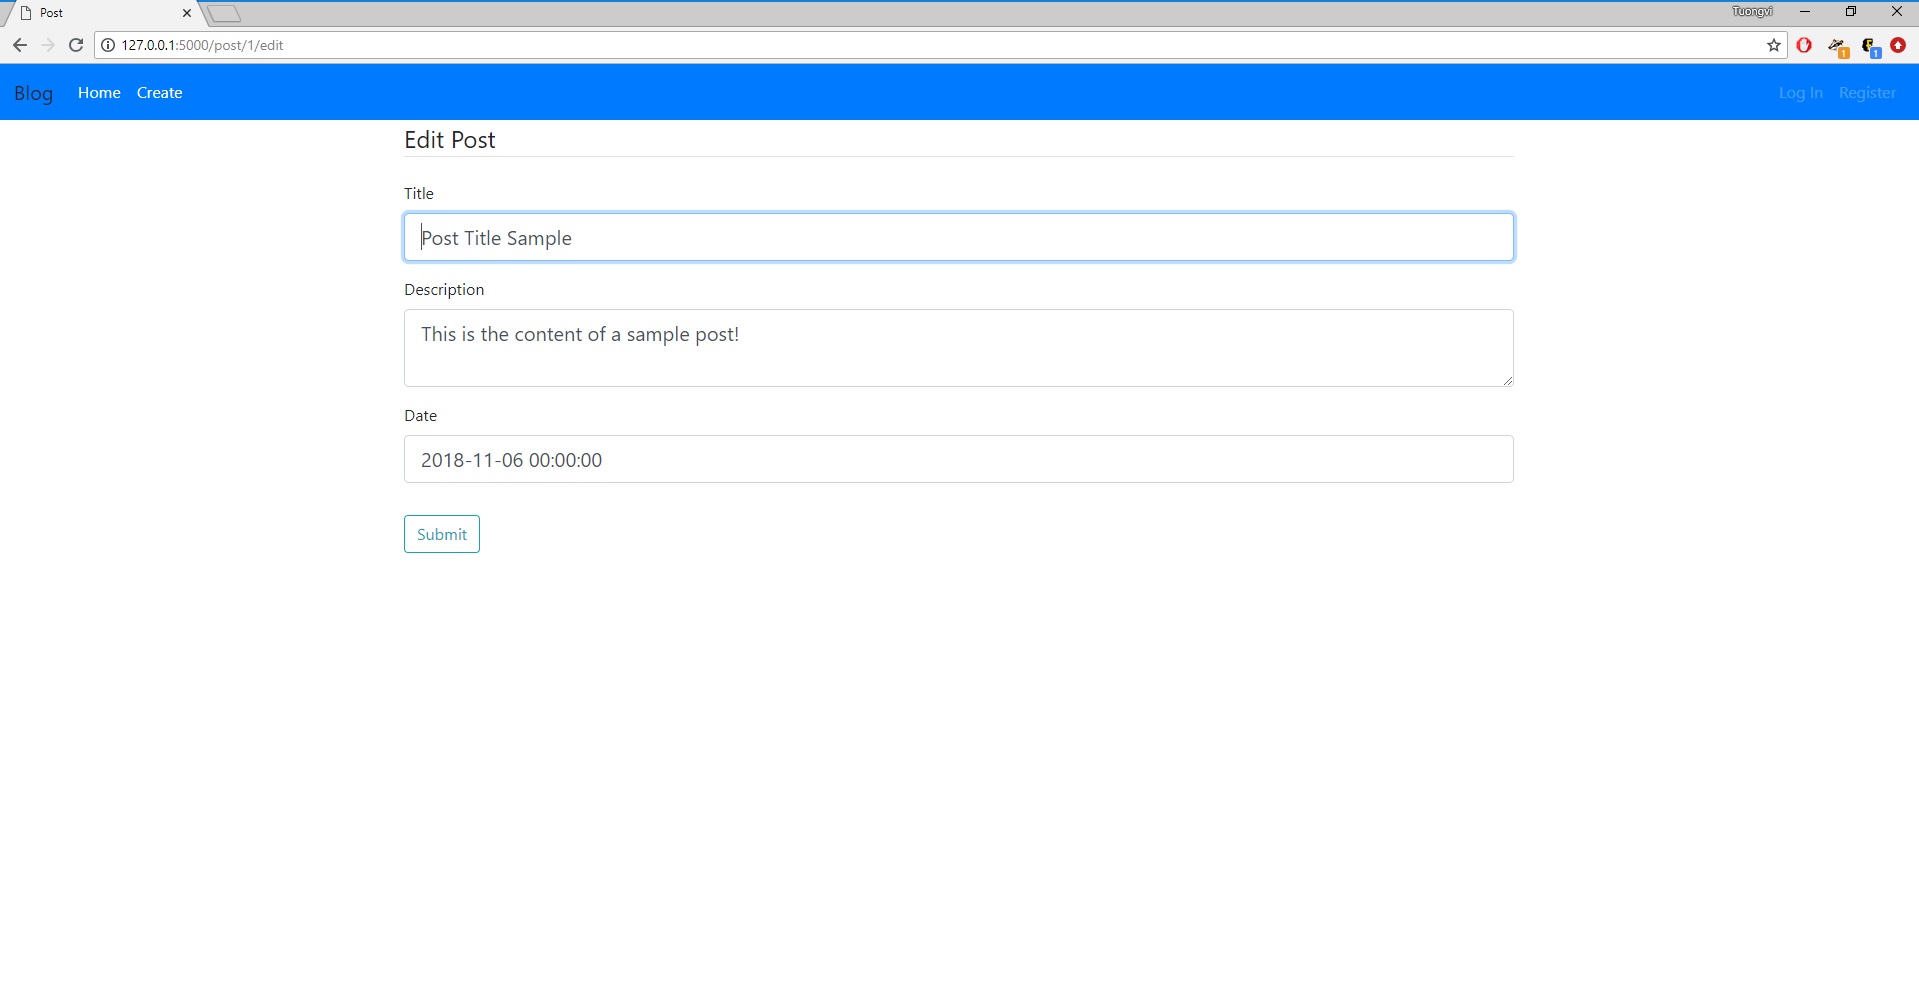 Post
Tuongvi
127.0.0.1:5000/post/1/edit
1
1
Blog Home Create Log In Register
Edit Post
Title
Post Title Sample
Description
This is the content of a sample post!
Date
2018-11-06 00:00:00
Submit